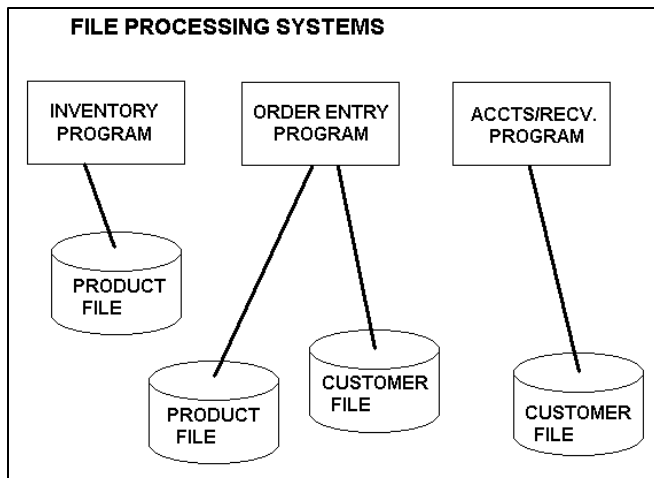 FILE PROCESSING SYSTEMS
INVENTORY
PROGRAM
ORDER ENTRY
PROGRAM
ACCTS/RECV.
PROGRAM
PRODUCT
FILE
PRODUCT
FILE
CUSTOMER
FILE
CUSTOMER
FILE